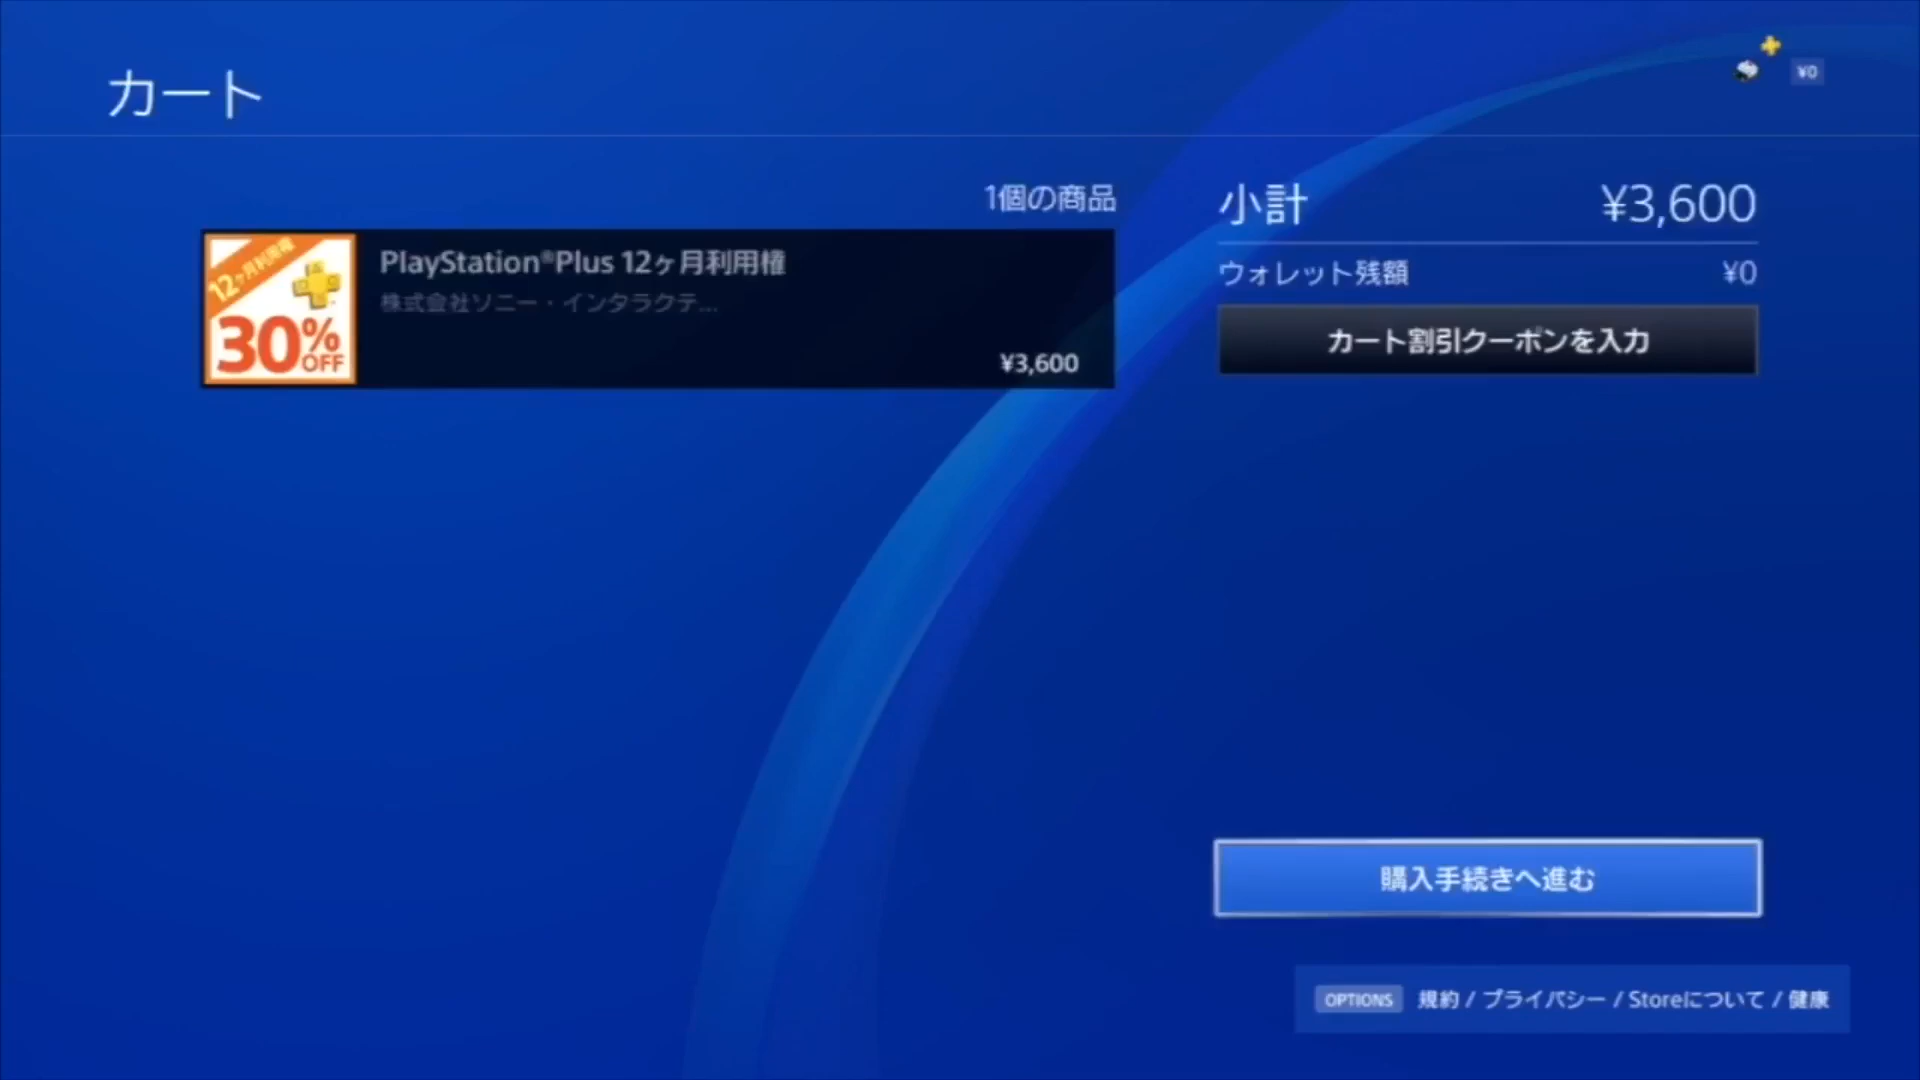 カート
¥0
1個の商品
12ヶ月利用権
30%OFF
PlayStation®Plus 12ヶ月利用権
株式会社ソニー・インタラクテ...
¥3,600
小計 ¥3,600
ウォレット残額 ¥0
カート割引クーポンを入力
購入手続きへ進む
OPTIONS 規約 / プライバシー / Storeについて / 健康